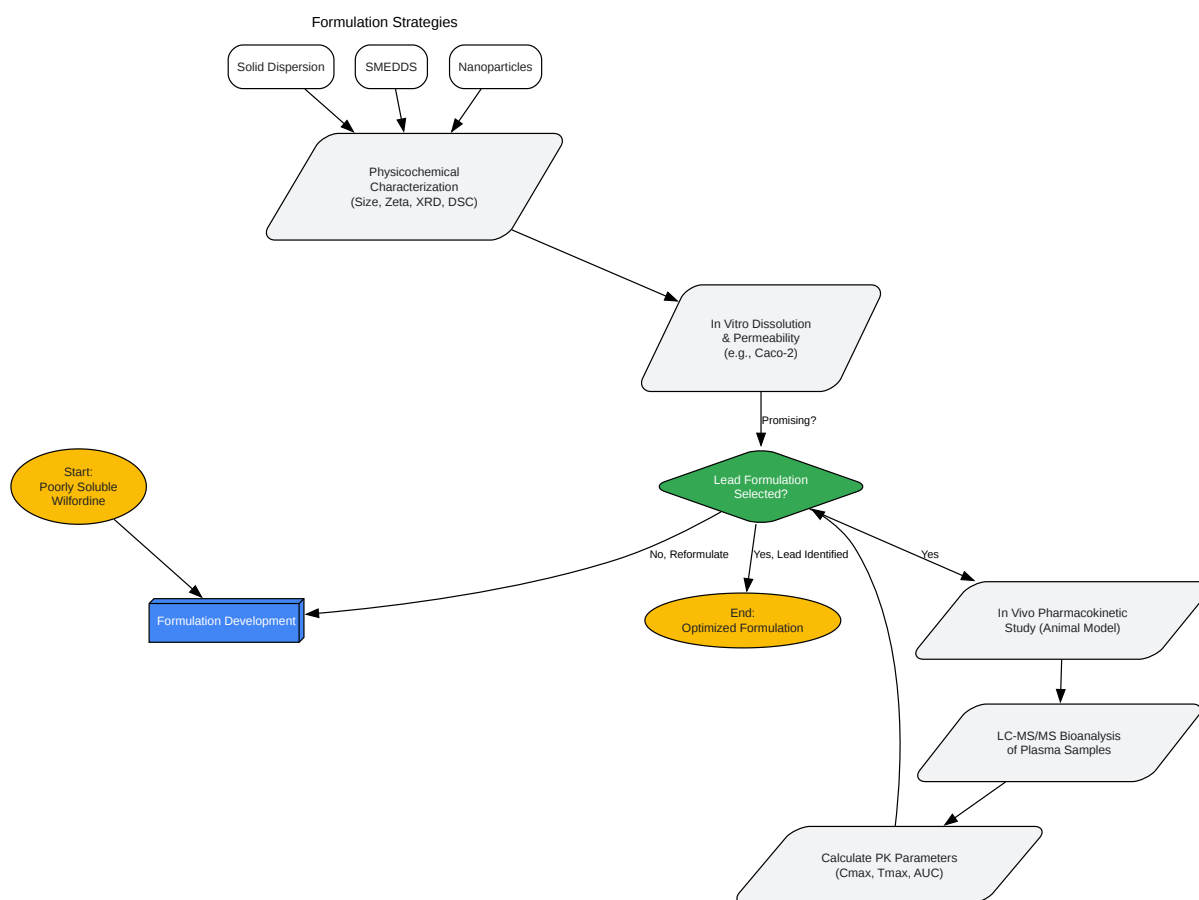 Formulation Strategies
Solid Dispersion
SMEDDS
Nanoparticles
Physicochemical
Characterization
(Size, Zeta, XRD, DSC)
In Vitro Dissolution
& Permeability
(e.g., Caco-2)
Promising?
Start:
Poorly Soluble
Wilfordine
Lead Formulation
Selected?
No, Reformulate
Yes, Lead Identified
Yes
Formulation Development
End:
Optimized Formulation
In Vivo Pharmacokinetic
Study (Animal Model)
LC-MS/MS Bioanalysis
of Plasma Samples
Calculate PK Parameters
(Cmax, Tmax, AUC)